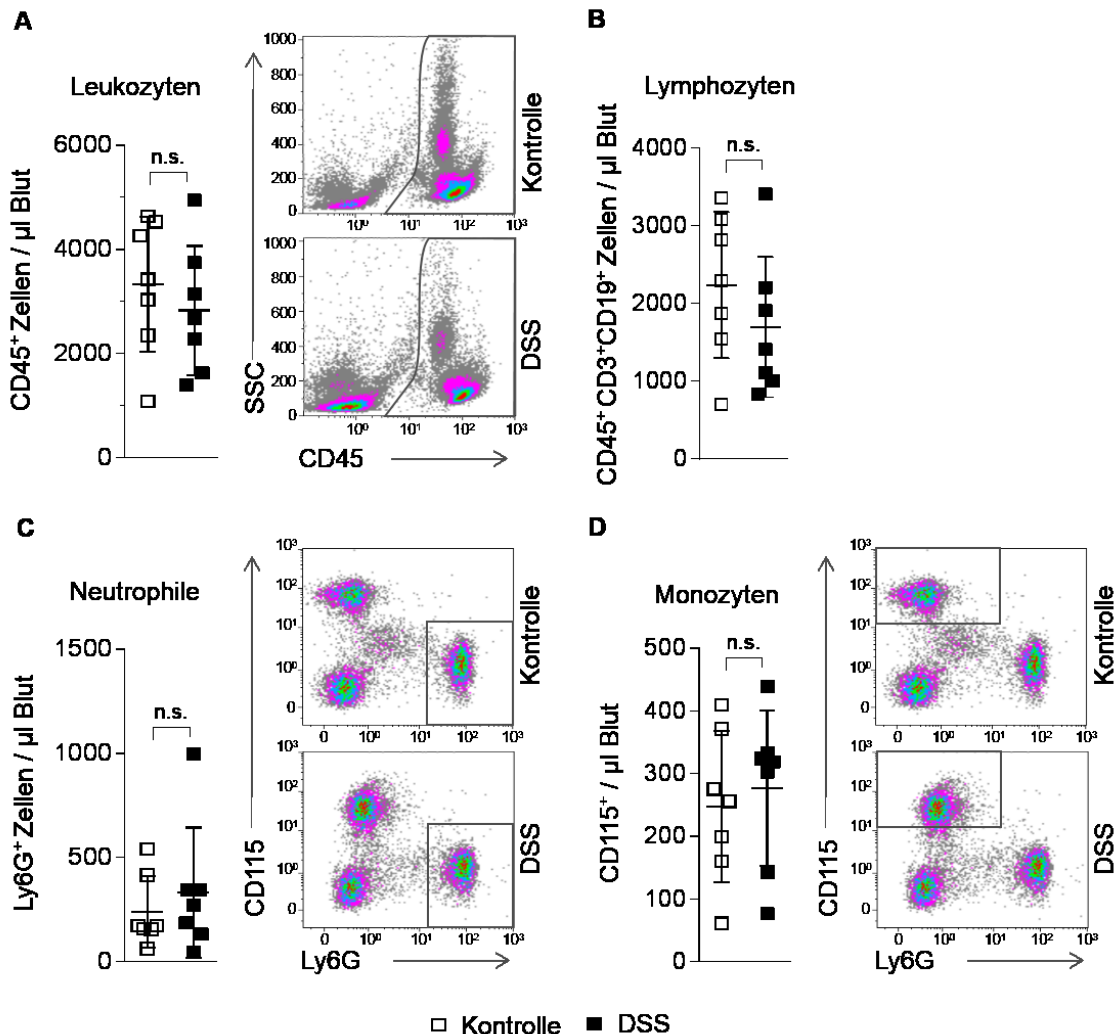 A
Leukozyten
CD45⁺ Zellen / µl Blut
6000
4000
2000
0
n.s.
SSC
1000
800
600
400
200
0
10⁰
10¹
10²
10³
Kontrolle
1000
800
600
400
200
0
10⁰
10¹
10²
10³
DSS
CD45
B
Lymphozyten
CD45⁺ CD3⁺CD19⁺ Zellen / µl Blut
4000
3000
2000
1000
0
n.s.
C
Neutrophile
Ly6G⁺ Zellen / µl Blut
1500
1000
500
0
n.s.
CD115
10³
10²
10¹
10⁰
0
0
10⁰
10¹
10²
10³
Kontrolle
10³
10²
10¹
10⁰
0
0
10⁰
10¹
10²
10³
DSS
Ly6G
D
Monozyten
CD115⁺ / µl Blut
500
400
300
200
100
0
n.s.
CD115
10³
10²
10¹
10⁰
0
0
10⁰
10¹
10²
10³
Kontrolle
10³
10²
10¹
10⁰
0
0
10⁰
10¹
10²
10³
DSS
Ly6G
Kontrolle DSS